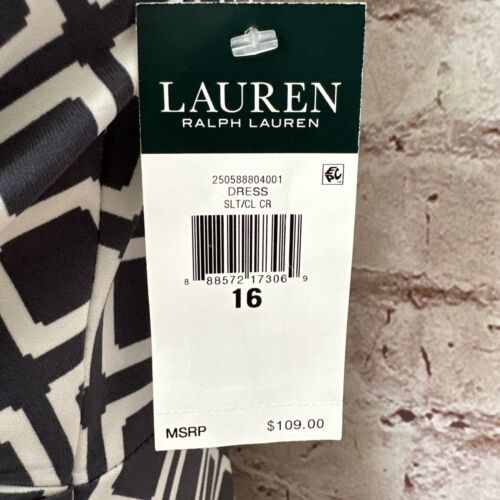 LAUREN
RALPH LAUREN
250588804001
DRESS
SLT/CL CR
8 88572 17306 9
16
MSRP $109.00